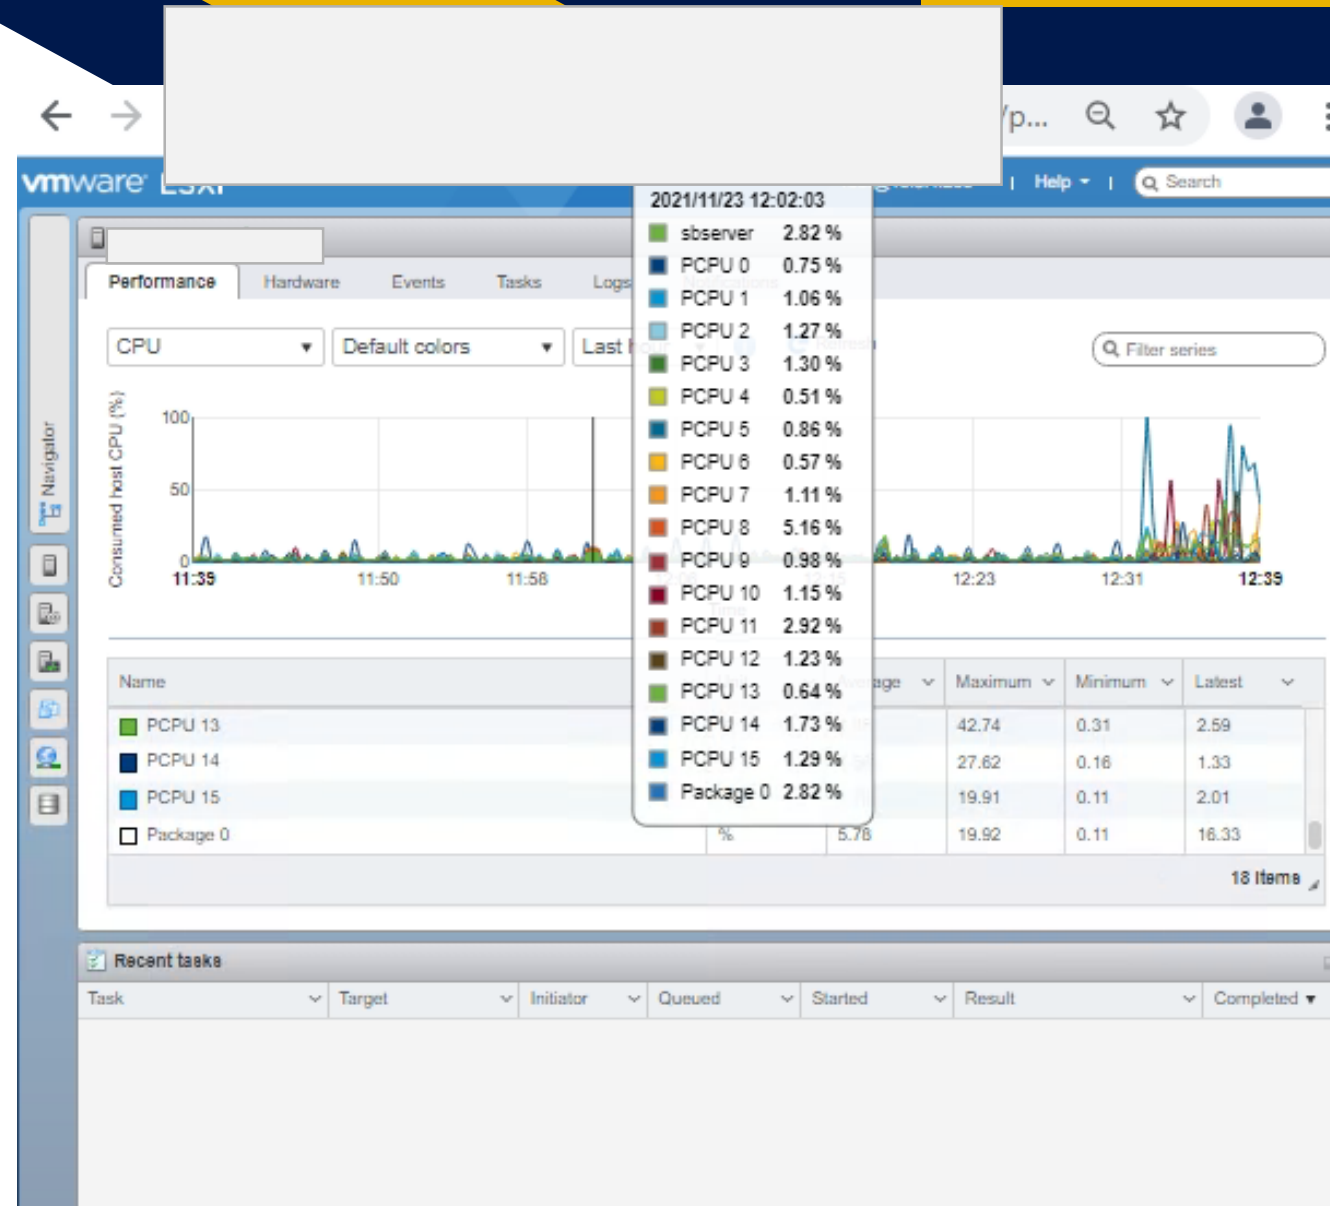 /p...
vmware
Help
Search
2021/11/23 12:02:03
sbserver 2.82 %
PCPU 0 0.75 %
PCPU 1 1.06 %
PCPU 2 1.27 %
PCPU 3 1.30 %
PCPU 4 0.51 %
PCPU 5 0.86 %
PCPU 6 0.57 %
PCPU 7 1.11 %
PCPU 8 5.16 %
PCPU 9 0.98 %
PCPU 10 1.15 %
PCPU 11 2.92 %
PCPU 12 1.23 %
PCPU 13 0.64 %
PCPU 14 1.73 %
PCPU 15 1.29 %
Package 0 2.82 %
Navigator
Performance Hardware Events Tasks Logs Notifications
CPU Default colors Last hour Refresh
Filter series
Consumed host CPU (%)
100
50
0
11:39 11:50 11:58 12:15 12:23 12:31 12:39
Time
Name Average Maximum Minimum Latest
PCPU 13 42.74 0.31 2.59
PCPU 14 27.62 0.16 1.33
PCPU 15 19.91 0.11 2.01
Package 0 % 5.78 19.92 0.11 16.33
18 items
Recent tasks
Task Target Initiator Queued Started Result Completed